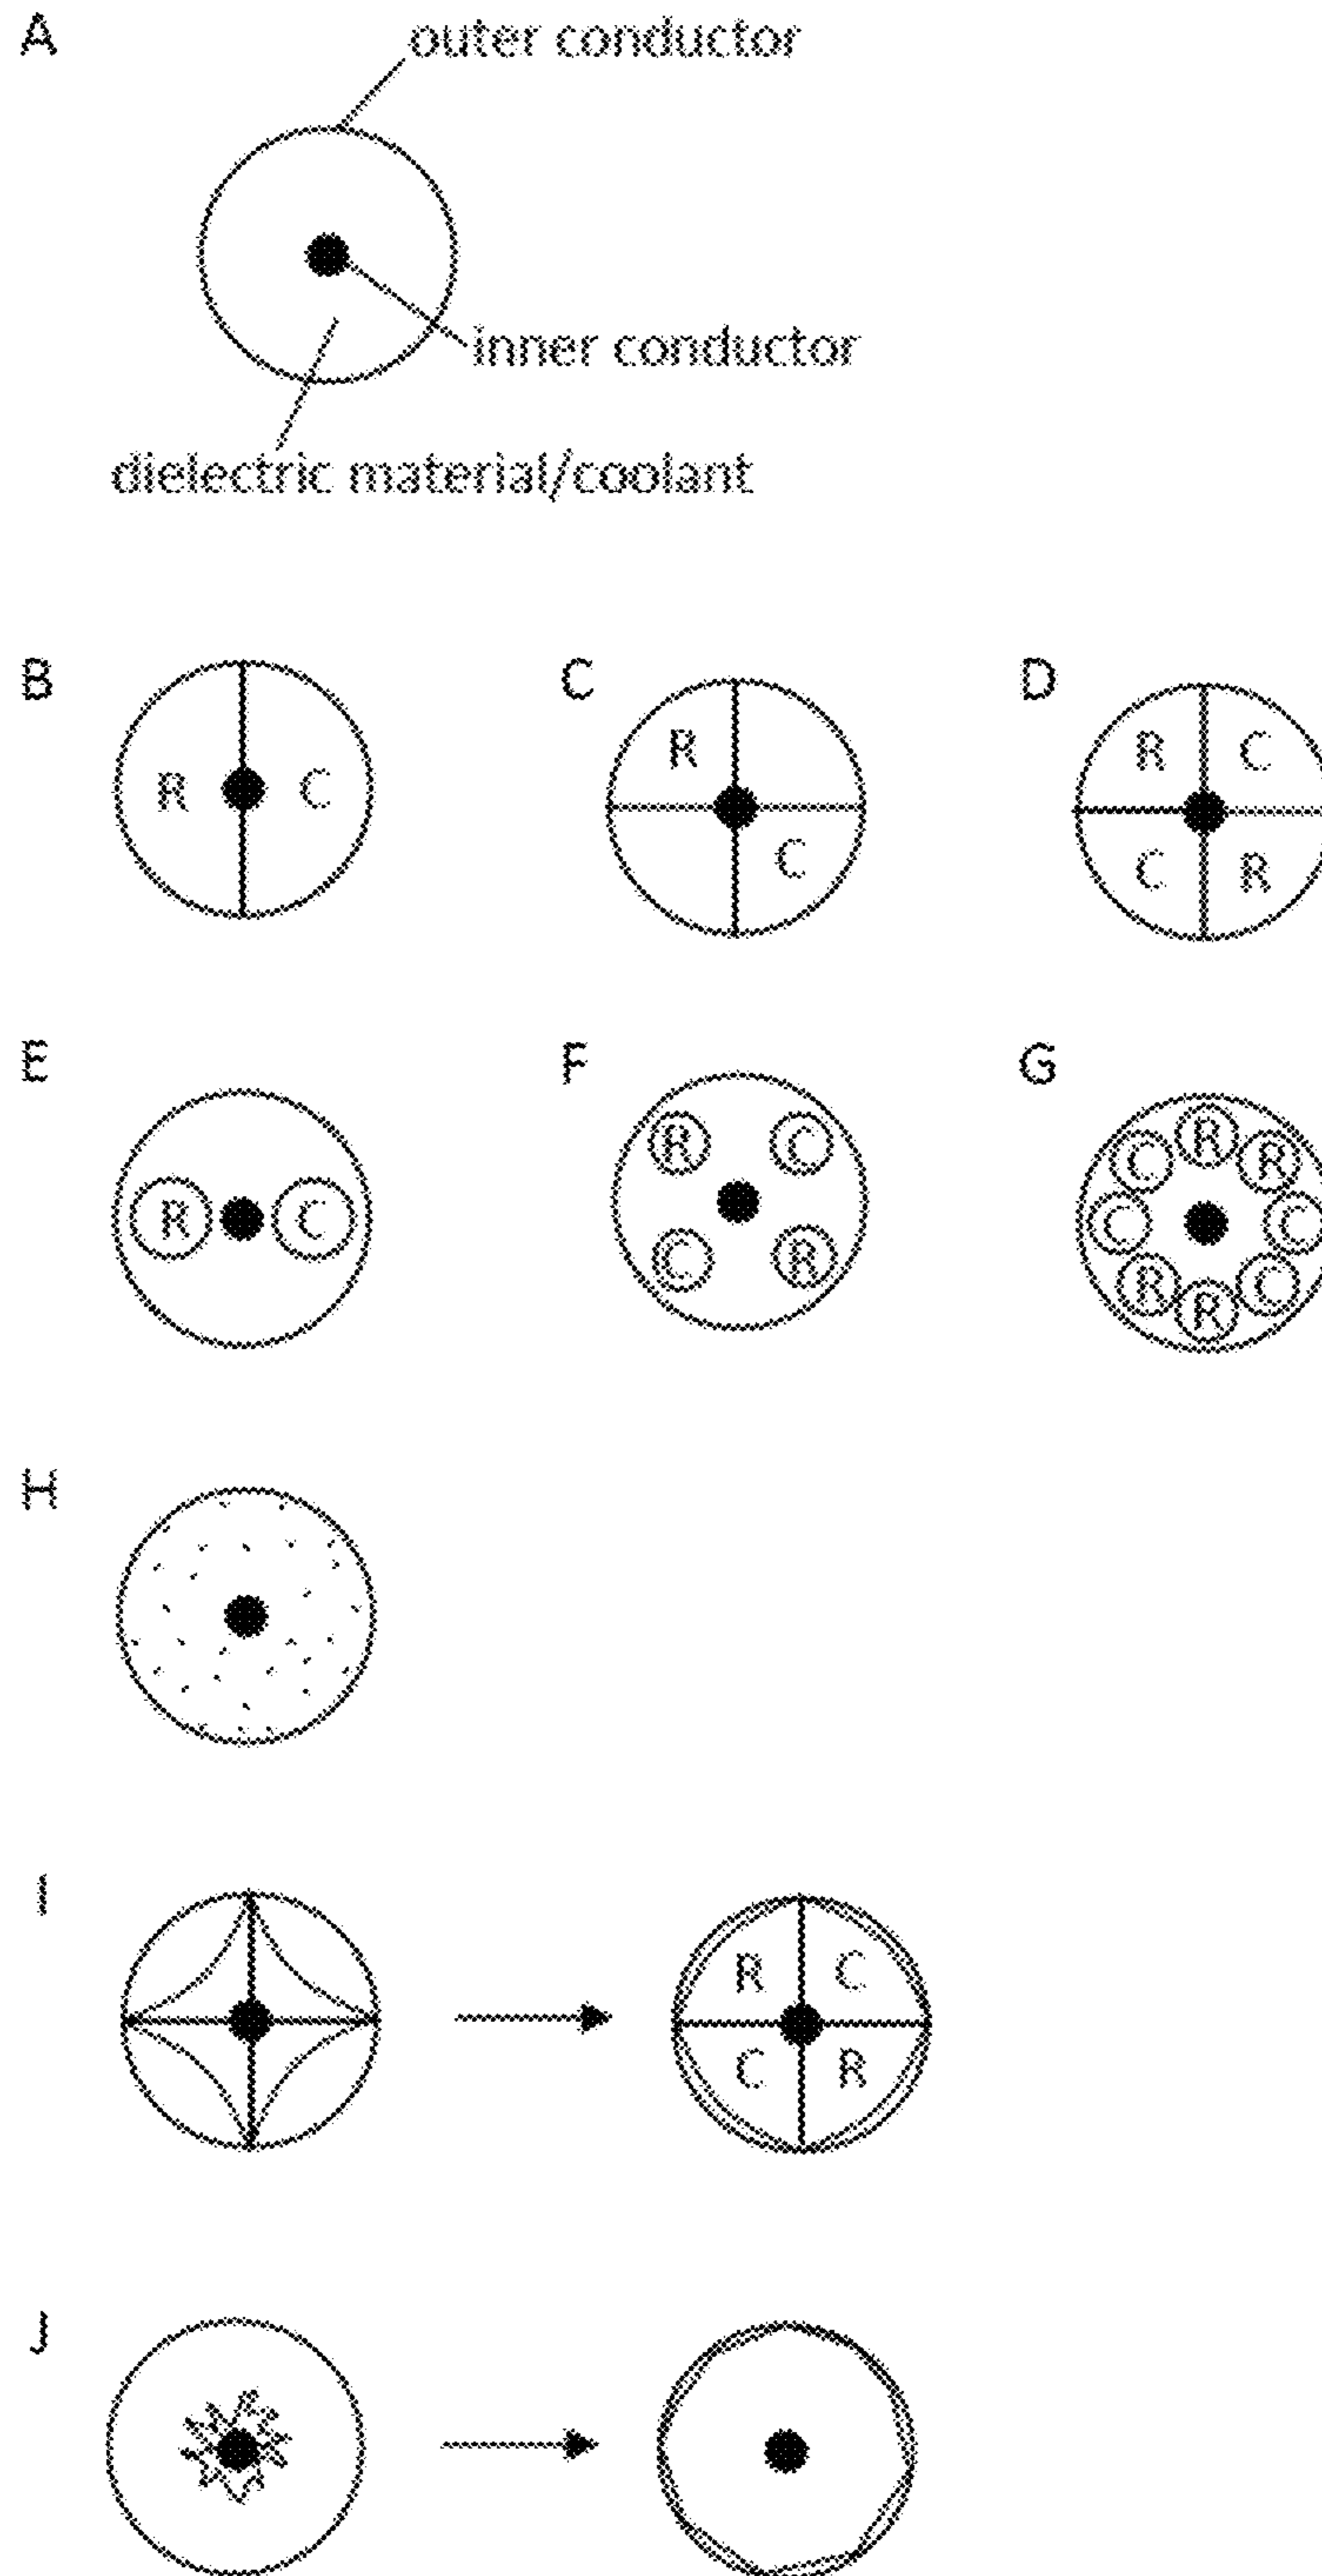 A
outer conductor
inner conductor
dielectric material/coolant
B
R C
C
R
C
D
R C
C R
E
R C
F
R C
C R
G
R
C R
C C
R C
R
H
I
R C
C R
J